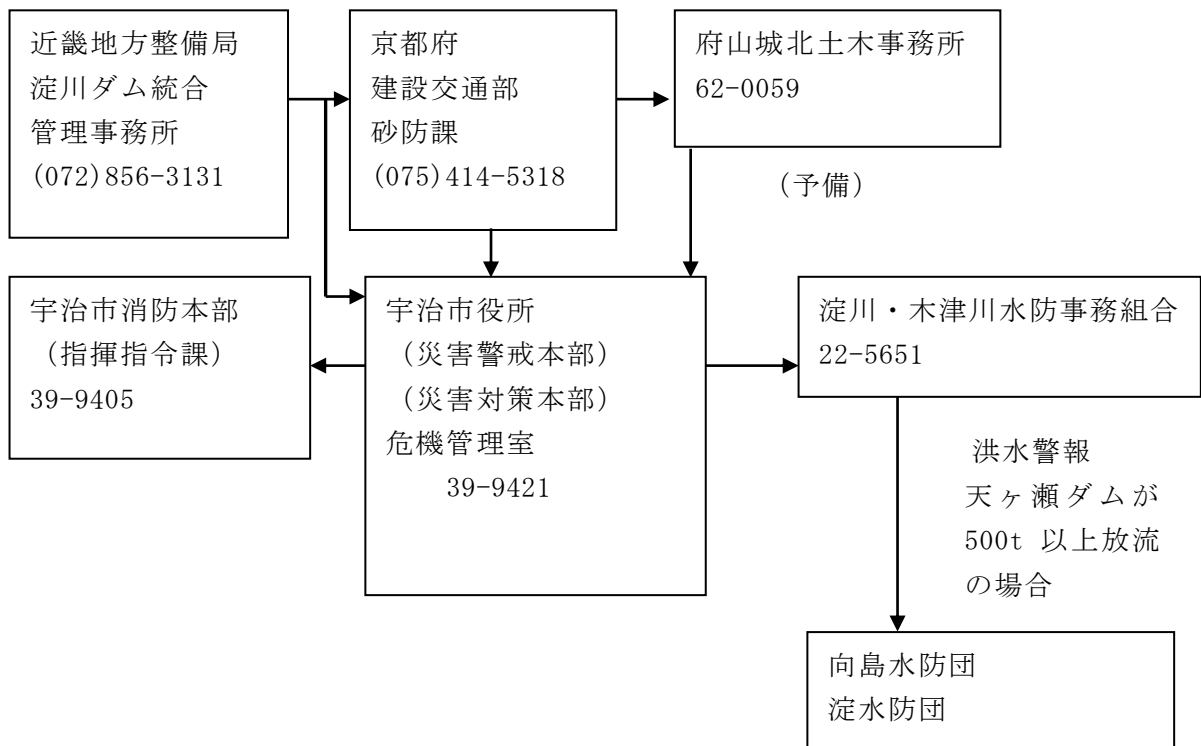 近畿地方整備局
淀川ダム統合
管理事務所
(072)856-3131
京都府
建設交通部
砂防課
(075)414-5318
府山城北土木事務所
62-0059
(予備)
宇治市消防本部
(指揮指令課)
39-9405
宇治市役所
(災害警戒本部)
(災害対策本部)
危機管理室
39-9421
淀川・木津川水防事務組合
22-5651
洪水警報
天ヶ瀬ダムが
500t 以上放流
の場合
向島水防団
淀水防団